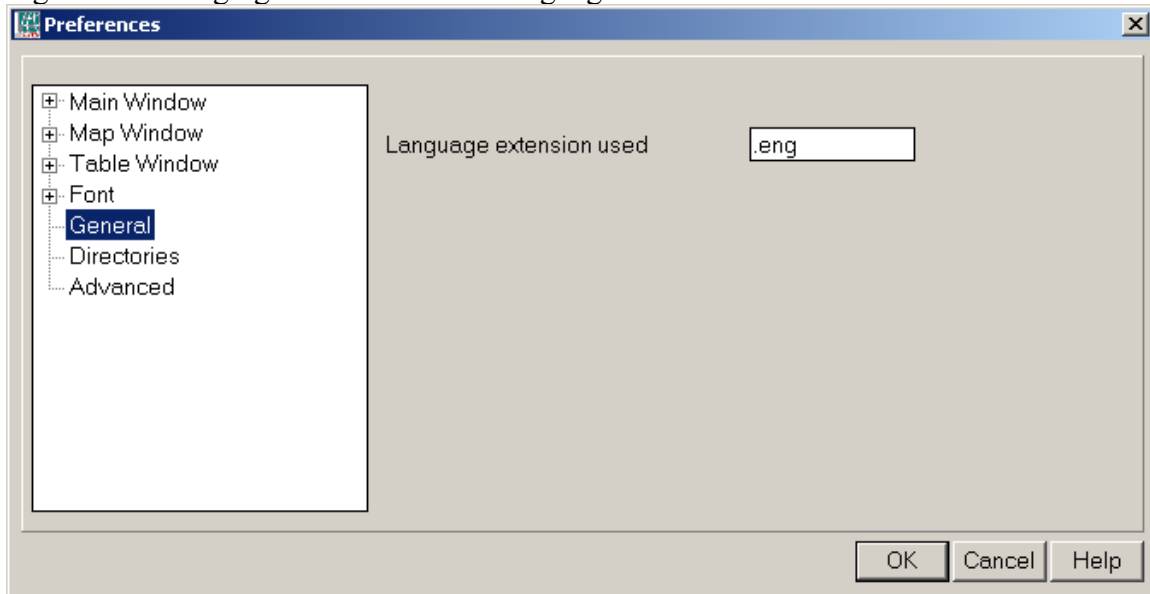 Preferences
Main Window
Map Window
Table Window
Font
General
Directories
Advanced
Language extension used .eng
OK Cancel Help